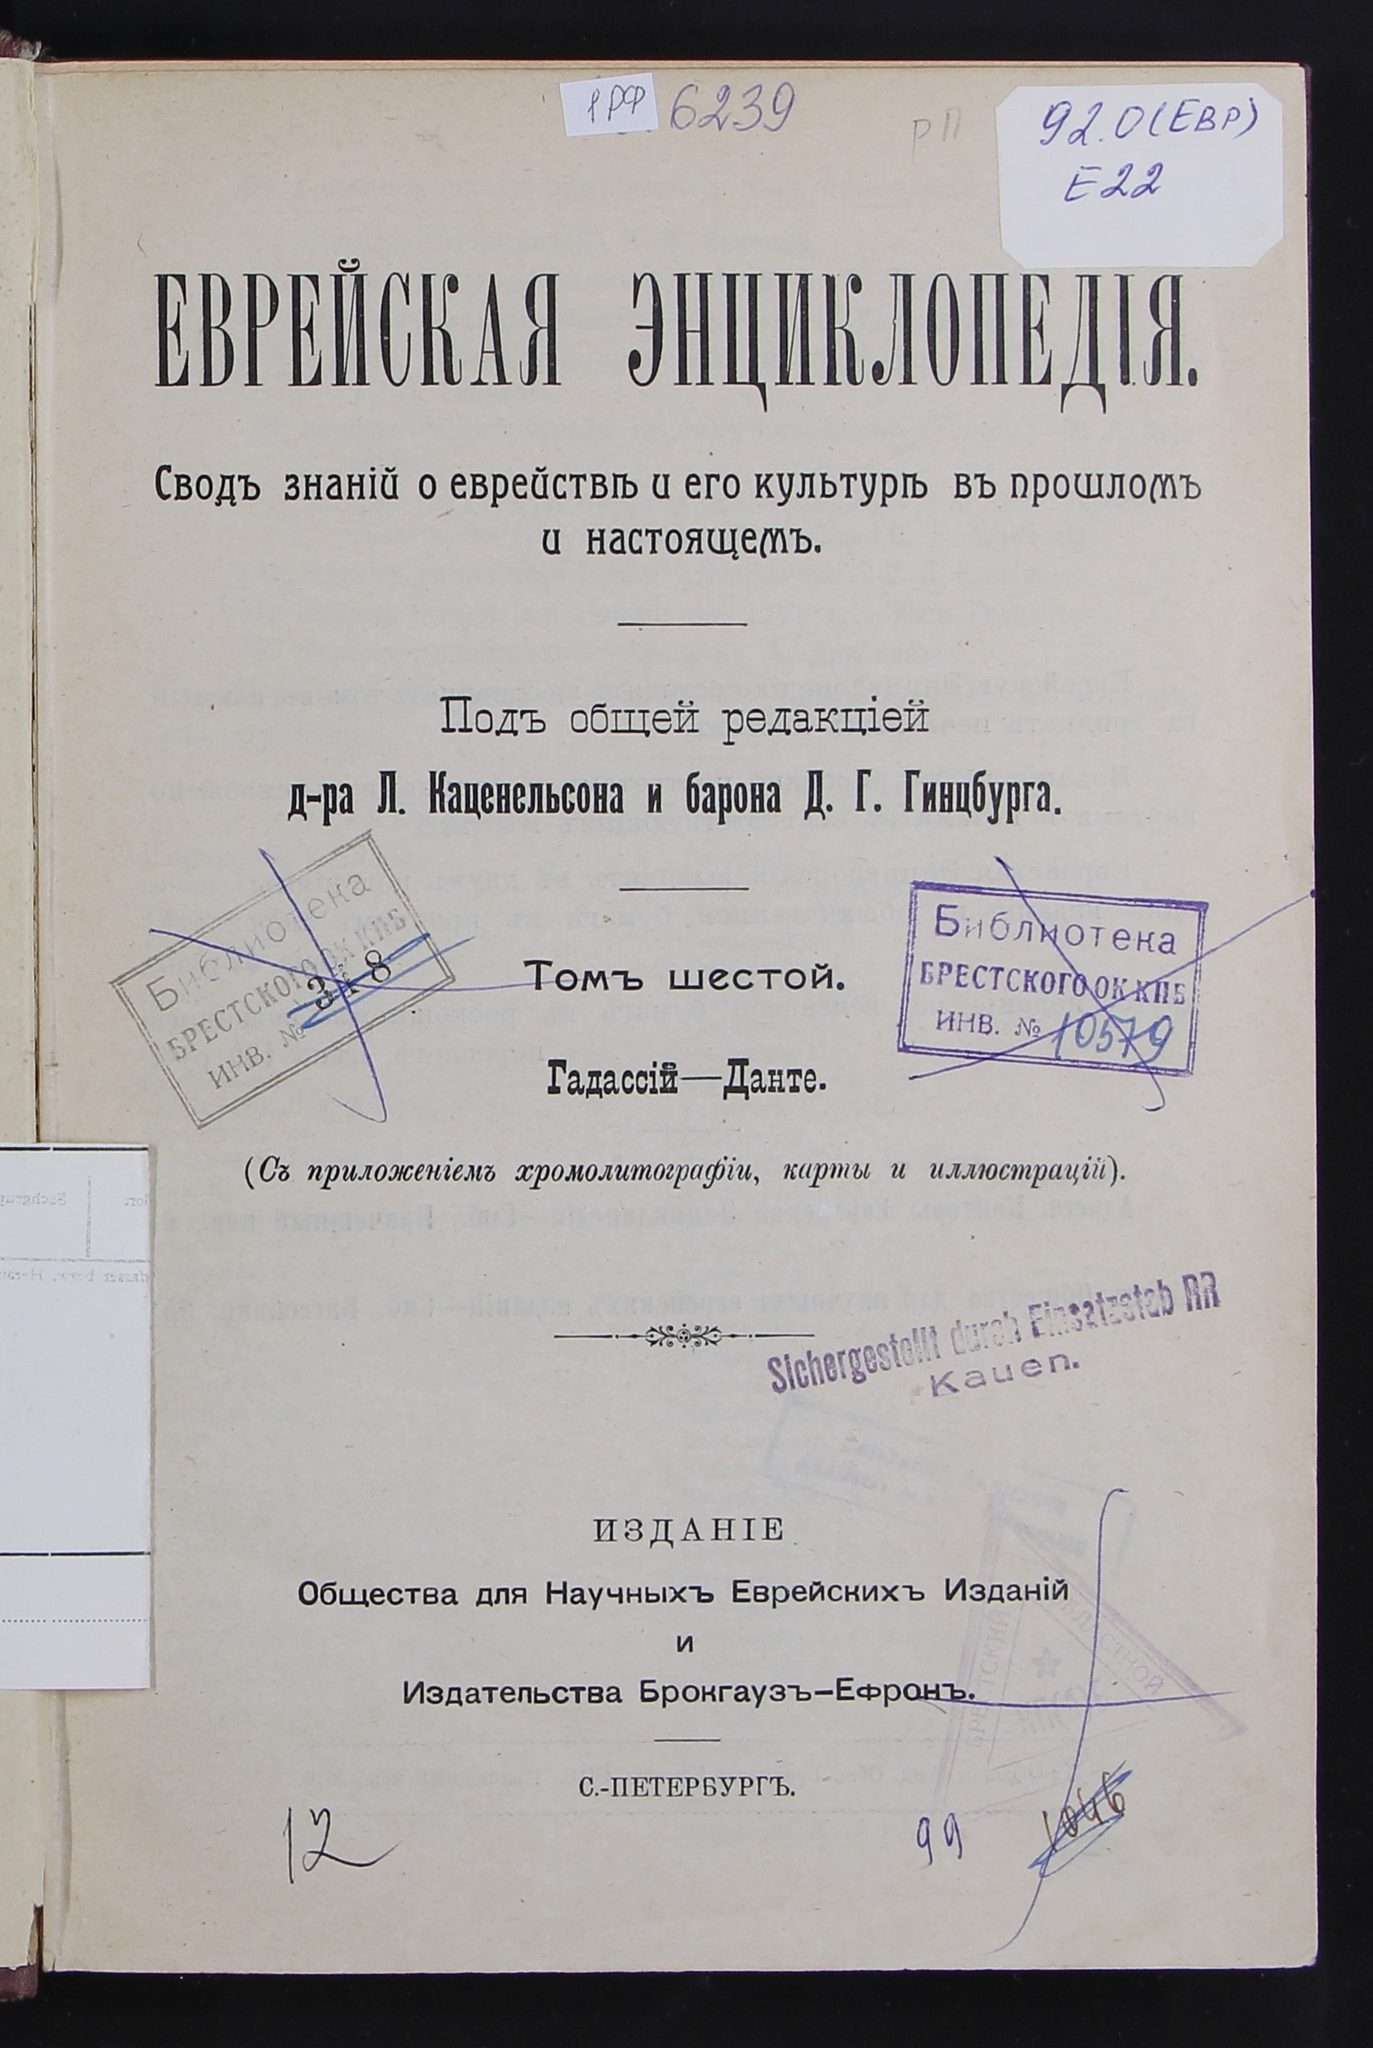 1РФ 6239
РП
92.0(ЕВР)
Е22
ЕВРЕЙСКАЯ ЭНЦИКЛОПЕДІЯ.
Сводъ знаній о еврействѣ и его культурѣ въ прошломъ
и настоящемъ.
Подъ общей редакціей
д-ра Л. Каценельсона и барона Д. Г. Гинцбурга.
Библиотека
БРЕСТСКОГО ОК КПБ
ИНВ. №
Библиотека
БРЕСТСКОГО ОК КПБ
ИНВ. № 10579
Томъ шестой.
Гадассій—Данте.
(Съ приложеніемъ хромолитографіи, карты и иллюстрацій).
Sichergestellt durch Einsatzstab RR
Kauen.
ИЗДАНІЕ
Общества для Научныхъ Еврейскихъ Изданій
и
Издательства Брокгаузъ-Ефронъ.
С.-ПЕТЕРБУРГЪ.
12
99
1046